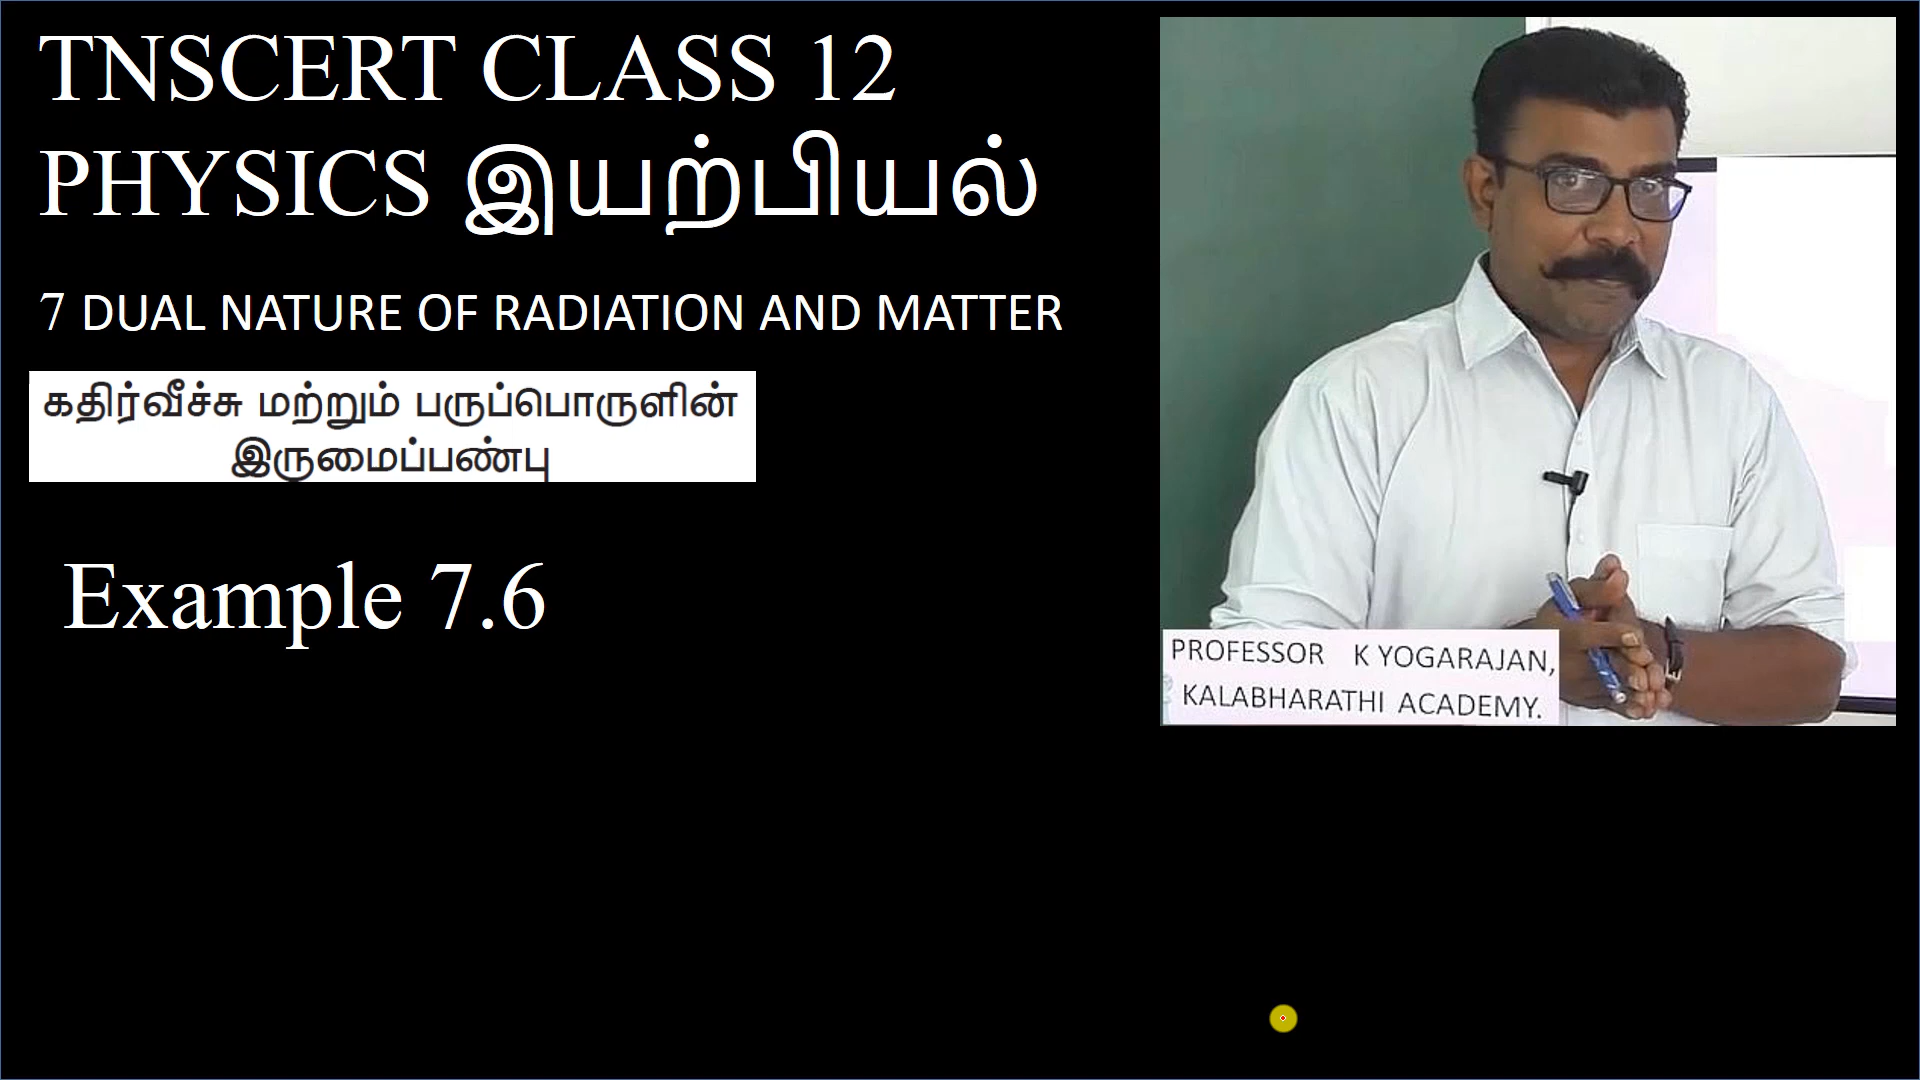 TNSCERT CLASS 12
PHYSICS இயற்பியல்
7 DUAL NATURE OF RADIATION AND MATTER
கதிர்வீச்சு மற்றும் பருப்பொருளின்
இருமைப்பண்பு
Example 7.6
PROFESSOR K YOGARAJAN,
KALABHARATHI ACADEMY.